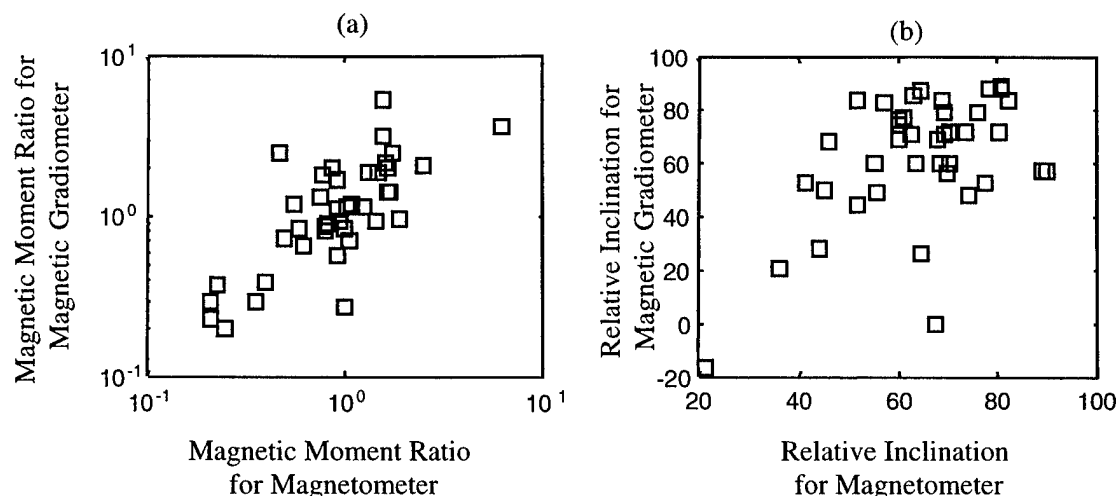 (a)
Magnetic Moment Ratio for
Magnetic Gradiometer
10^1
10^0
10^-1
10^-1
10^0
10^1
Magnetic Moment Ratio
for Magnetometer
(b)
Relative Inclination for
Magnetic Gradiometer
100
80
60
40
20
0
-20
20
40
60
80
100
Relative Inclination
for Magnetometer